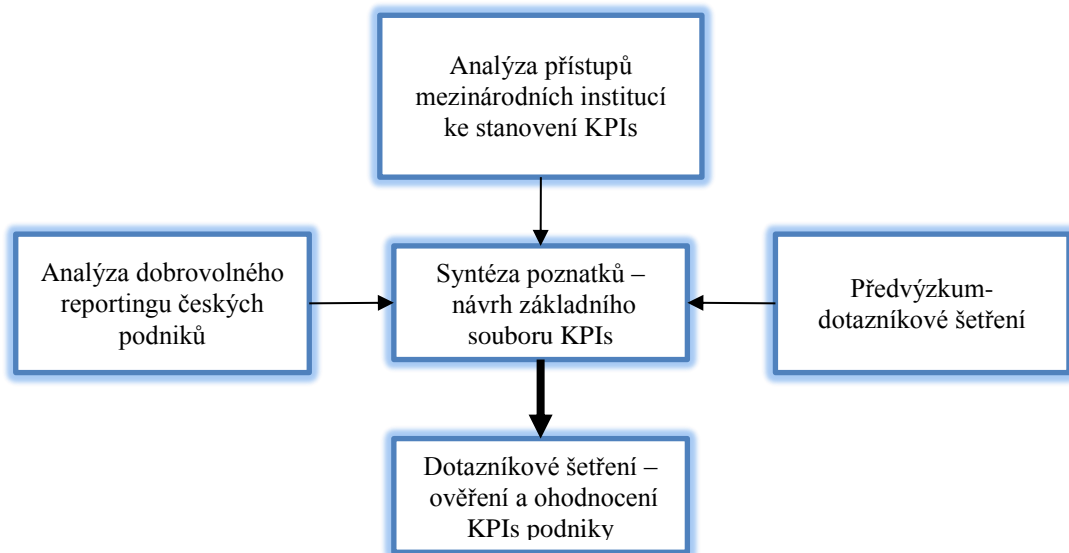 Analýza přístupů
mezinárodních institucí
ke stanovení KPIs
Analýza dobrovolného
reportingu českých
podniků
Syntéza poznatků –
návrh základního
souboru KPIs
Předvýzkum-
dotazníkové šetření
Dotazníkové šetření –
ověření a ohodnocení
KPIs podniky